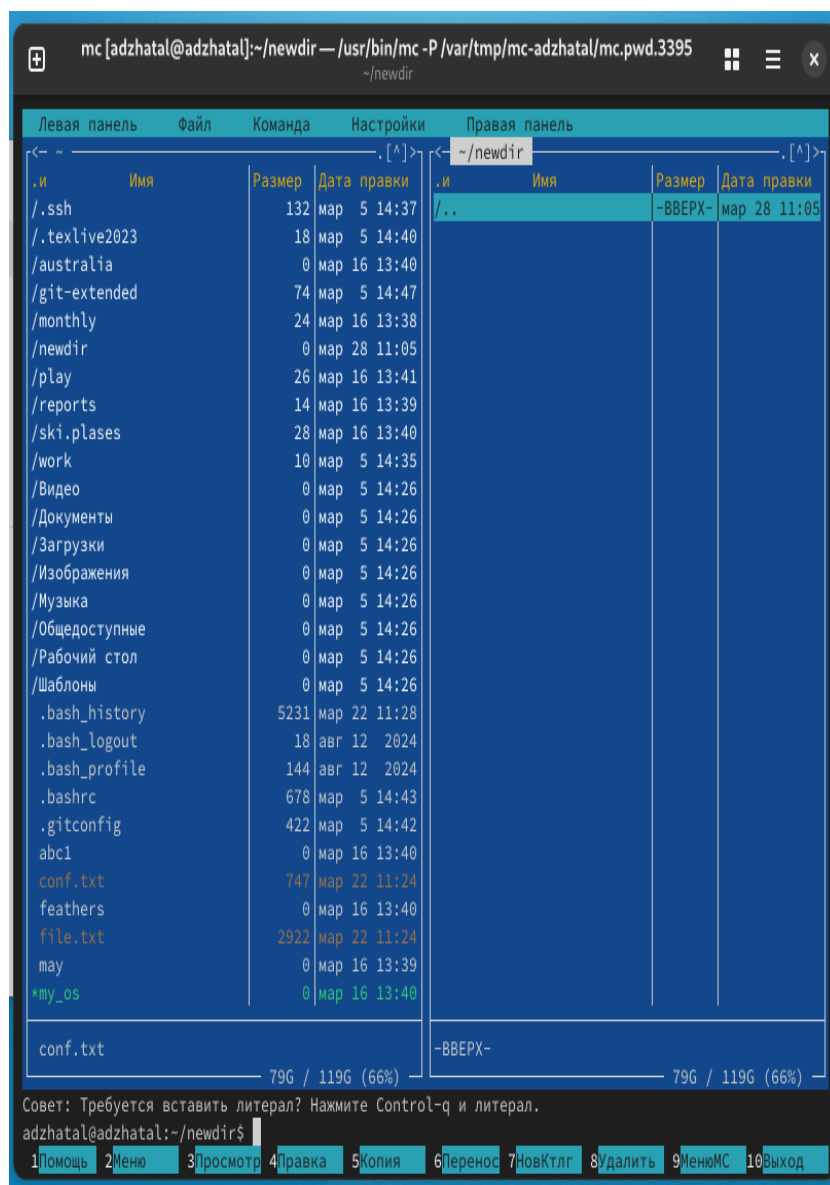 mc [adzhatal@adzhatal]:~/newdir — /usr/bin/mc -P /var/tmp/mc-adzhatal/mc.pwd.3395
~/newdir
Левая панель Файл Команда Настройки Правая панель
<— ~ .[^]> <— ~/newdir .[^]>
.и Имя Размер Дата правки .и Имя Размер Дата правки
/.ssh 132 мар 5 14:37 /.. -ВВЕРХ- мар 28 11:05
/.texlive2023 18 мар 5 14:40
/australia 0 мар 16 13:40
/git-extended 74 мар 5 14:47
/monthly 24 мар 16 13:38
/newdir 0 мар 28 11:05
/play 26 мар 16 13:41
/reports 14 мар 16 13:39
/ski.plases 28 мар 16 13:40
/work 10 мар 5 14:35
/Видео 0 мар 5 14:26
/Документы 0 мар 5 14:26
/Загрузки 0 мар 5 14:26
/Изображения 0 мар 5 14:26
/Музыка 0 мар 5 14:26
/Общедоступные 0 мар 5 14:26
/Рабочий стол 0 мар 5 14:26
/Шаблоны 0 мар 5 14:26
.bash_history 5231 мар 22 11:28
.bash_logout 18 авг 12 2024
.bash_profile 144 авг 12 2024
.bashrc 678 мар 5 14:43
.gitconfig 422 мар 5 14:42
abc1 0 мар 16 13:40
conf.txt 747 мар 22 11:24
feathers 0 мар 16 13:40
file.txt 2922 мар 22 11:24
may 0 мар 16 13:39
*my_os 0 мар 16 13:40
conf.txt -ВВЕРХ-
79G / 119G (66%) 79G / 119G (66%)
Совет: Требуется вставить литерал? Нажмите Control-q и литерал.
adzhatal@adzhatal:~/newdir$
1Помощь 2Меню 3Просмотр 4Правка 5Копия 6Перенос 7НовКтлг 8Удалить 9МенюMC 10Выход